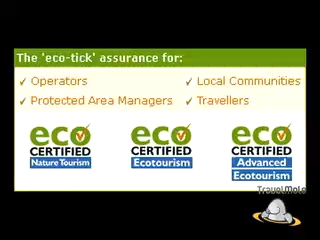 The 'eco-tick' assurance for:
Operators
Local Communities
Protected Area Managers
Travellers
eco
CERTIFIED
Nature Tourism
eco
CERTIFIED
Ecotourism
eco
CERTIFIED
Advanced
Ecotourism